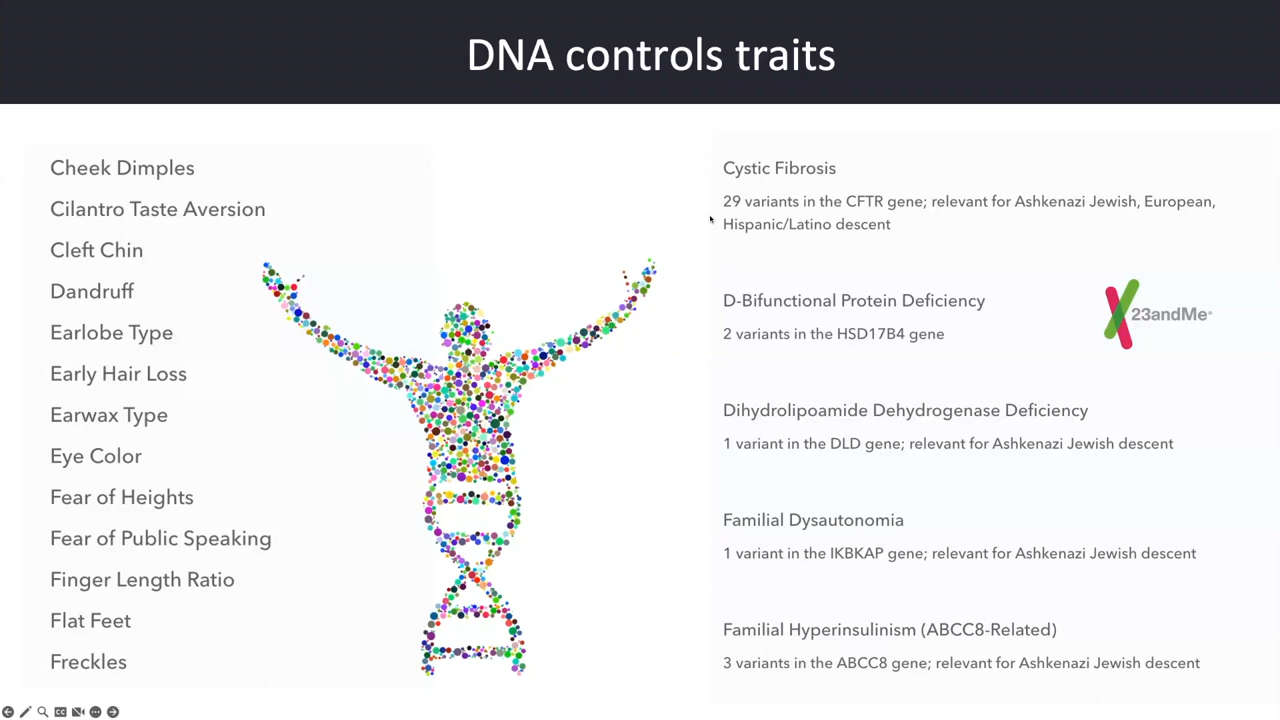 DNA controls traits
Cheek Dimples
Cilantro Taste Aversion
Cleft Chin
Dandruff
Earlobe Type
Early Hair Loss
Earwax Type
Eye Color
Fear of Heights
Fear of Public Speaking
Finger Length Ratio
Flat Feet
Freckles
Cystic Fibrosis
29 variants in the CFTR gene; relevant for Ashkenazi Jewish, European,
Hispanic/Latino descent
D-Bifunctional Protein Deficiency
2 variants in the HSD17B4 gene
23andMe®
Dihydrolipoamide Dehydrogenase Deficiency
1 variant in the DLD gene; relevant for Ashkenazi Jewish descent
Familial Dysautonomia
1 variant in the IKBKAP gene; relevant for Ashkenazi Jewish descent
Familial Hyperinsulinism (ABCC8-Related)
3 variants in the ABCC8 gene; relevant for Ashkenazi Jewish descent